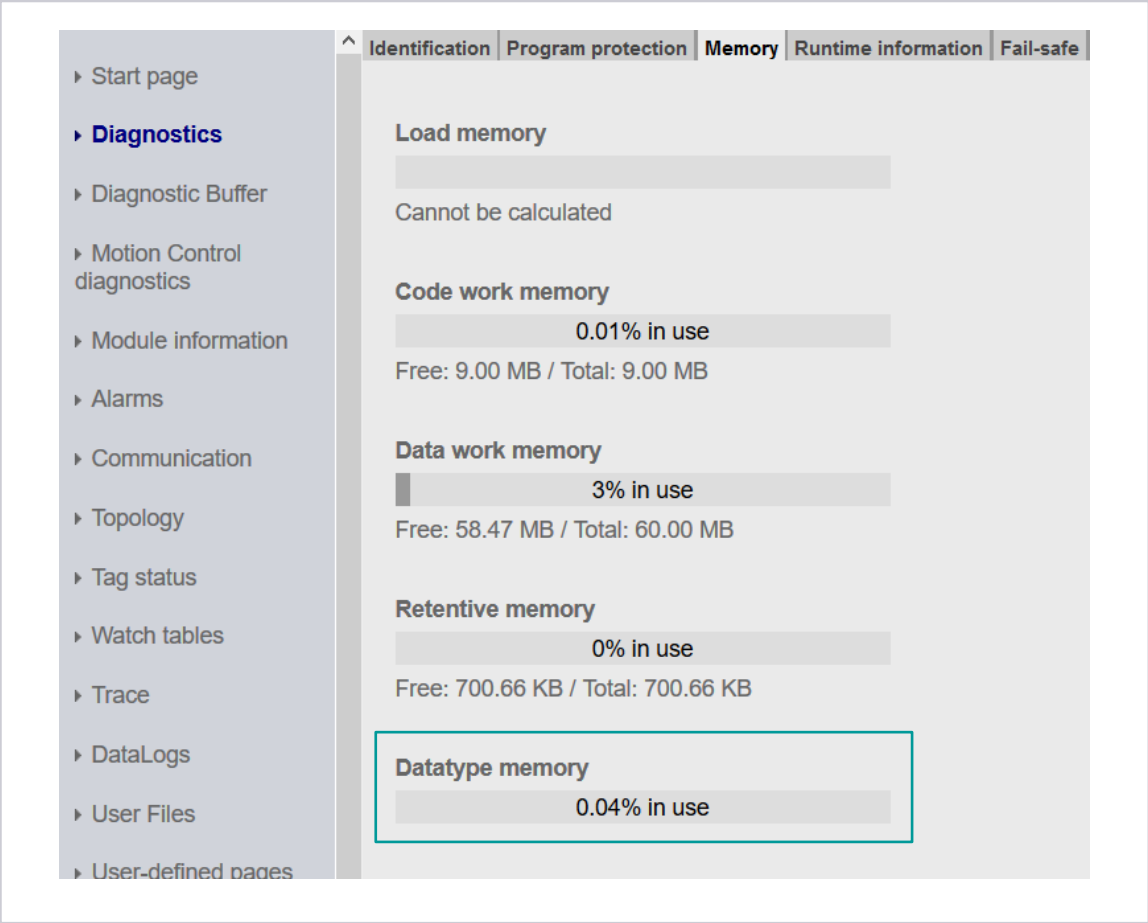 Identification Program protection Memory Runtime information Fail-safe
Start page
Diagnostics
Diagnostic Buffer
Motion Control
diagnostics
Module information
Alarms
Communication
Topology
Tag status
Watch tables
Trace
DataLogs
User Files
User-defined pages
Load memory
Cannot be calculated
Code work memory
0.01% in use
Free: 9.00 MB / Total: 9.00 MB
Data work memory
3% in use
Free: 58.47 MB / Total: 60.00 MB
Retentive memory
0% in use
Free: 700.66 KB / Total: 700.66 KB
Datatype memory
0.04% in use